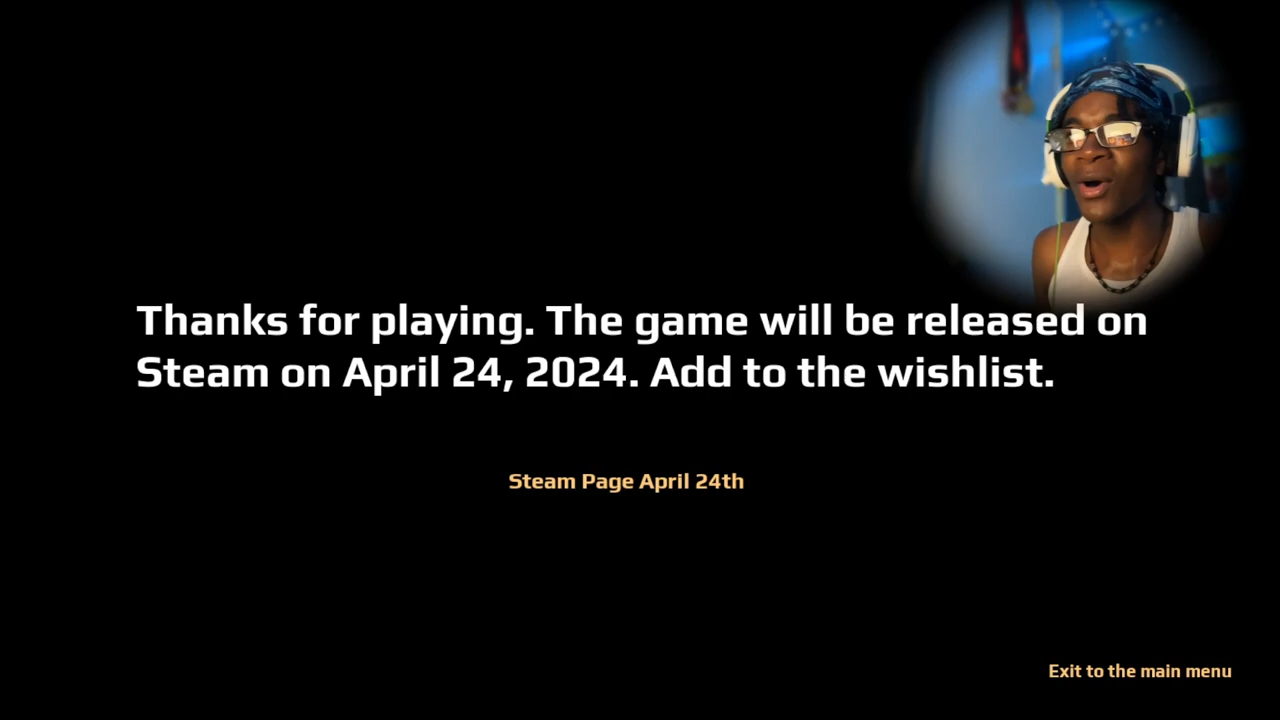 Thanks for playing. The game will be released on
Steam on April 24, 2024. Add to the wishlist.
Steam Page April 24th
Exit to the main menu